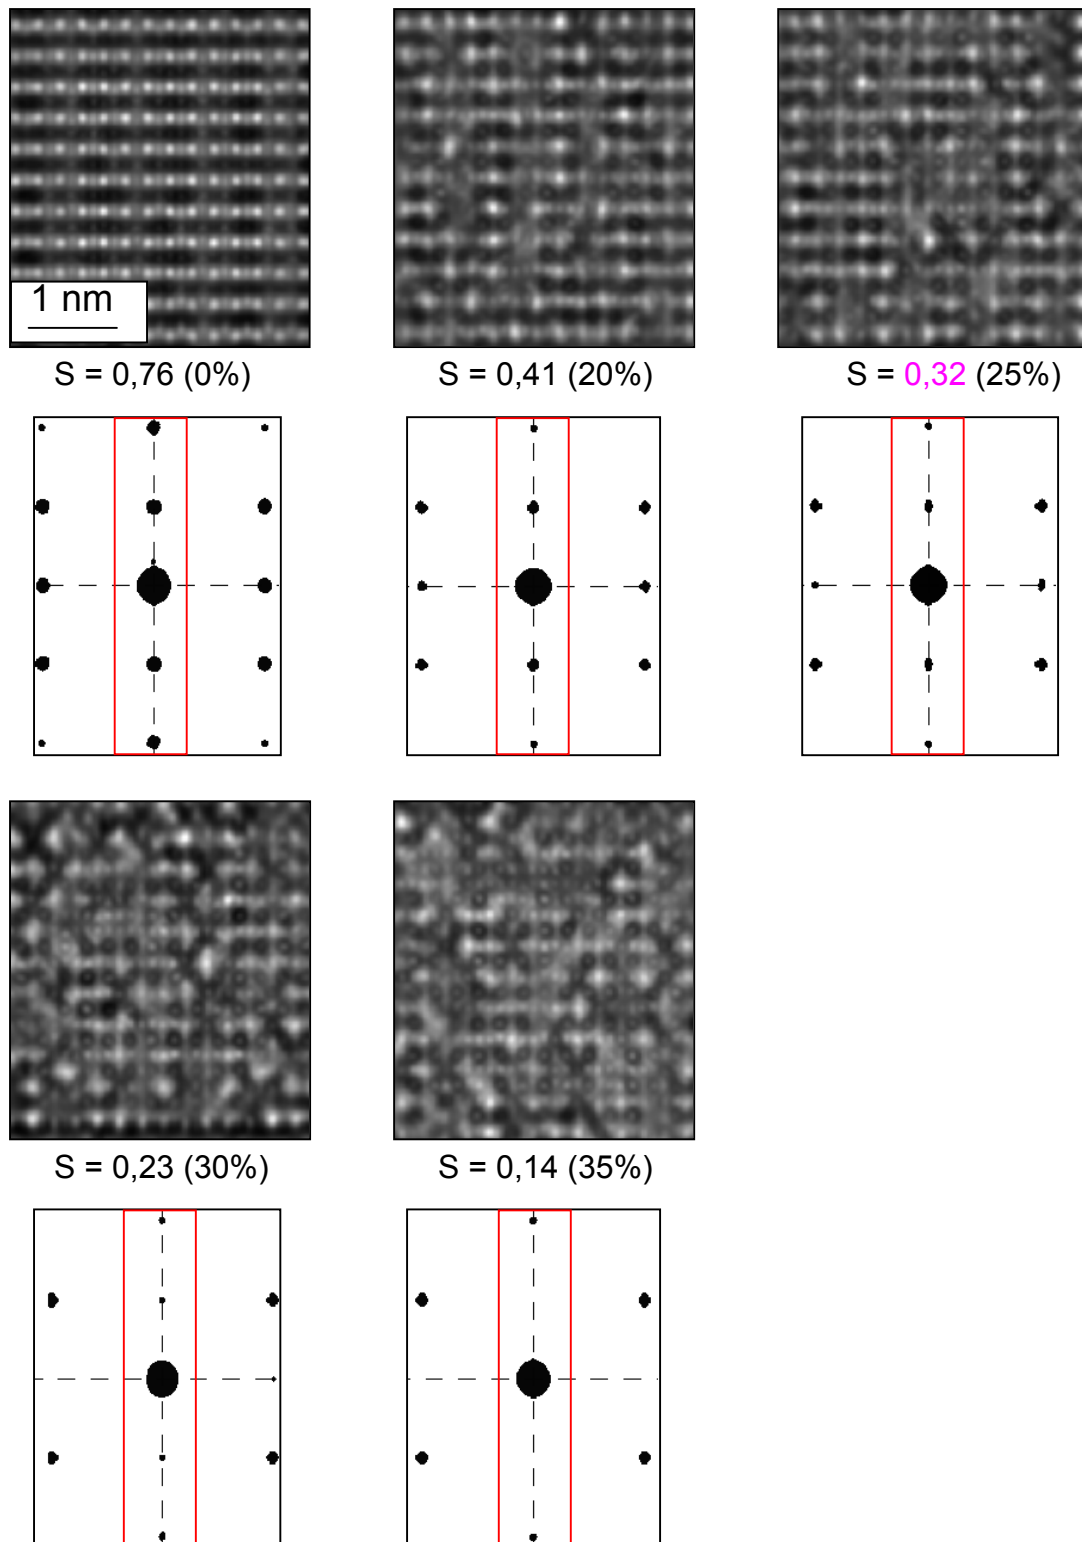 1 nm
S = 0,76 (0%)
S = 0,41 (20%)
S = 0,32 (25%)
S = 0,23 (30%)
S = 0,14 (35%)